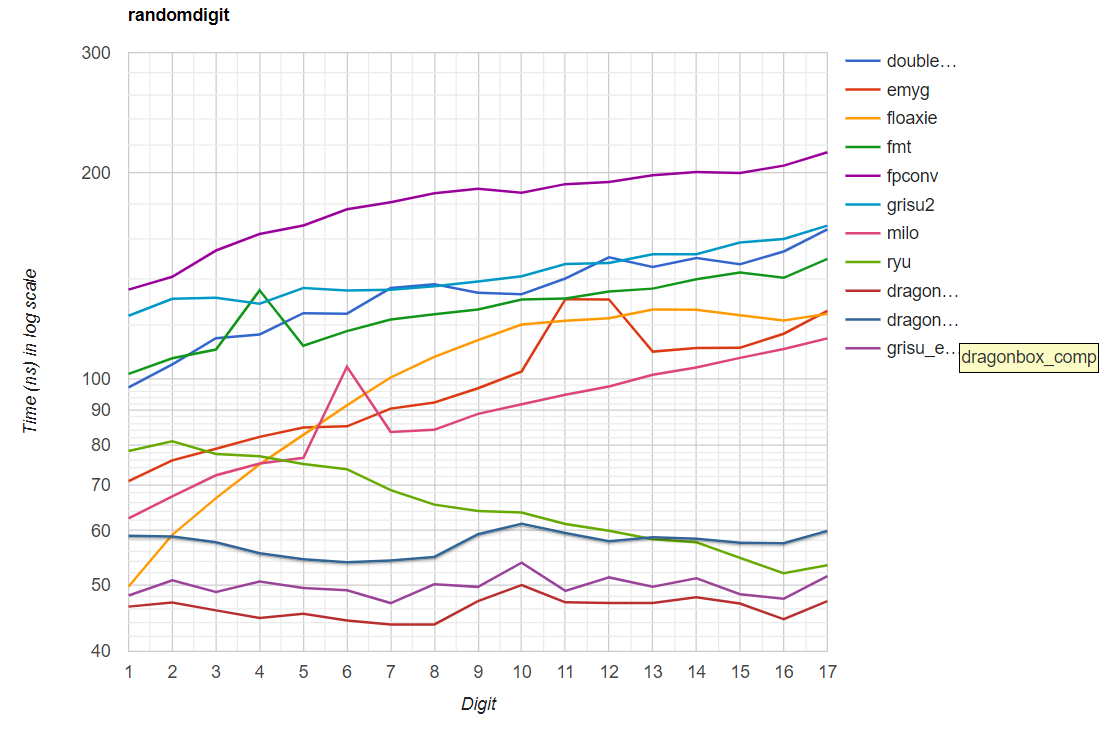 randomdigit
300
200
100
90
80
70
60
50
40
Time (ns) in log scale
1 2 3 4 5 6 7 8 9 10 11 12 13 14 15 16 17
Digit
double…
emyg
floaxie
fmt
fpconv
grisu2
milo
ryu
dragon…
dragon…
grisu_e…
dragonbox_comp